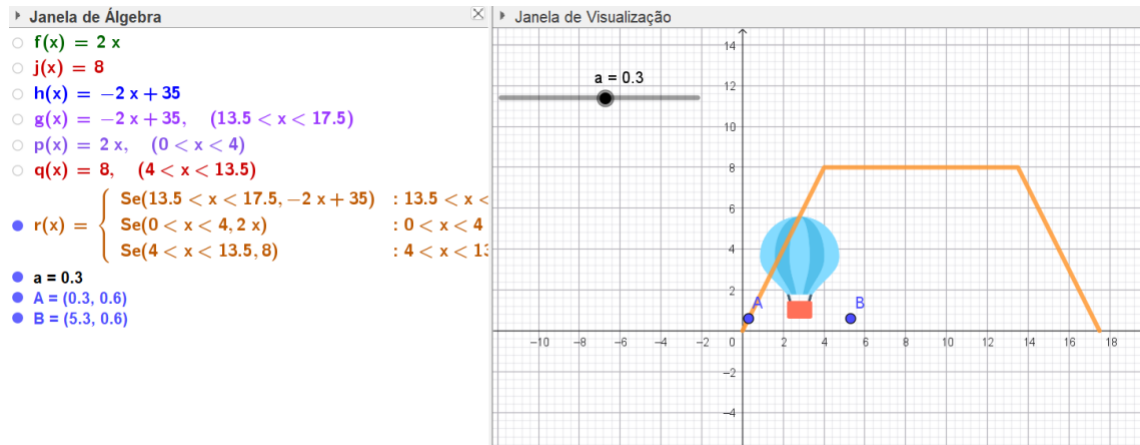 Janela de Álgebra
f(x) = 2 x
j(x) = 8
h(x) = −2 x + 35
g(x) = −2 x + 35, (13.5 < x < 17.5)
p(x) = 2 x, (0 < x < 4)
q(x) = 8, (4 < x < 13.5)
Se(13.5 < x < 17.5, −2 x + 35) : 13.5 < x <
r(x) = Se(0 < x < 4, 2 x) : 0 < x < 4
Se(4 < x < 13.5, 8) : 4 < x < 13
a = 0.3
A = (0.3, 0.6)
B = (5.3, 0.6)
Janela de Visualização
a = 0.3
14
12
10
8
6
4
2
A
B
−10 −8 −6 −4 −2 0 2 4 6 8 10 12 14 16 18
−2
−4